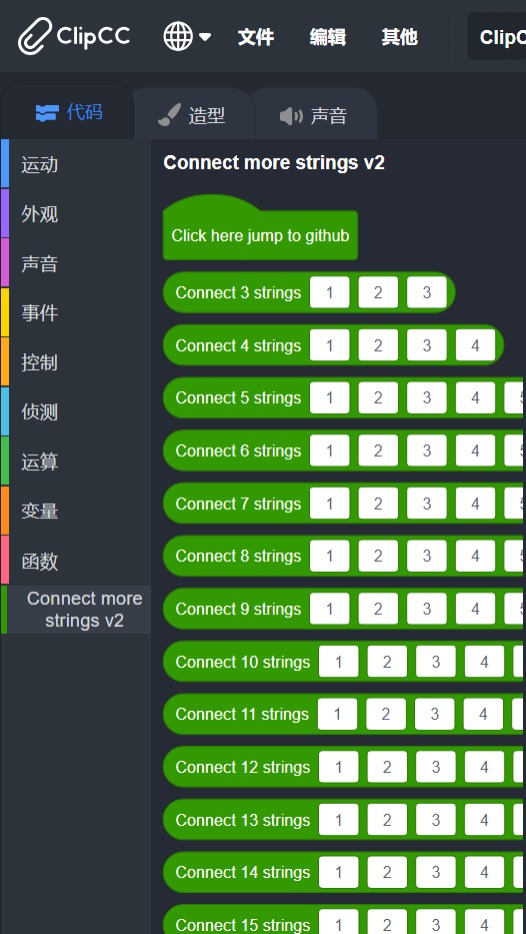 ClipCC 文件 编辑 其他 ClipC
代码 造型 声音
运动
外观
声音
事件
控制
侦测
运算
变量
函数
Connect more
strings v2
Connect more strings v2
Click here jump to github
Connect 3 strings 1 2 3
Connect 4 strings 1 2 3 4
Connect 5 strings 1 2 3 4 5
Connect 6 strings 1 2 3 4 5
Connect 7 strings 1 2 3 4 5
Connect 8 strings 1 2 3 4 5
Connect 9 strings 1 2 3 4 5
Connect 10 strings 1 2 3 4
Connect 11 strings 1 2 3 4
Connect 12 strings 1 2 3 4
Connect 13 strings 1 2 3 4
Connect 14 strings 1 2 3 4
Connect 15 strings 1 2 3 4